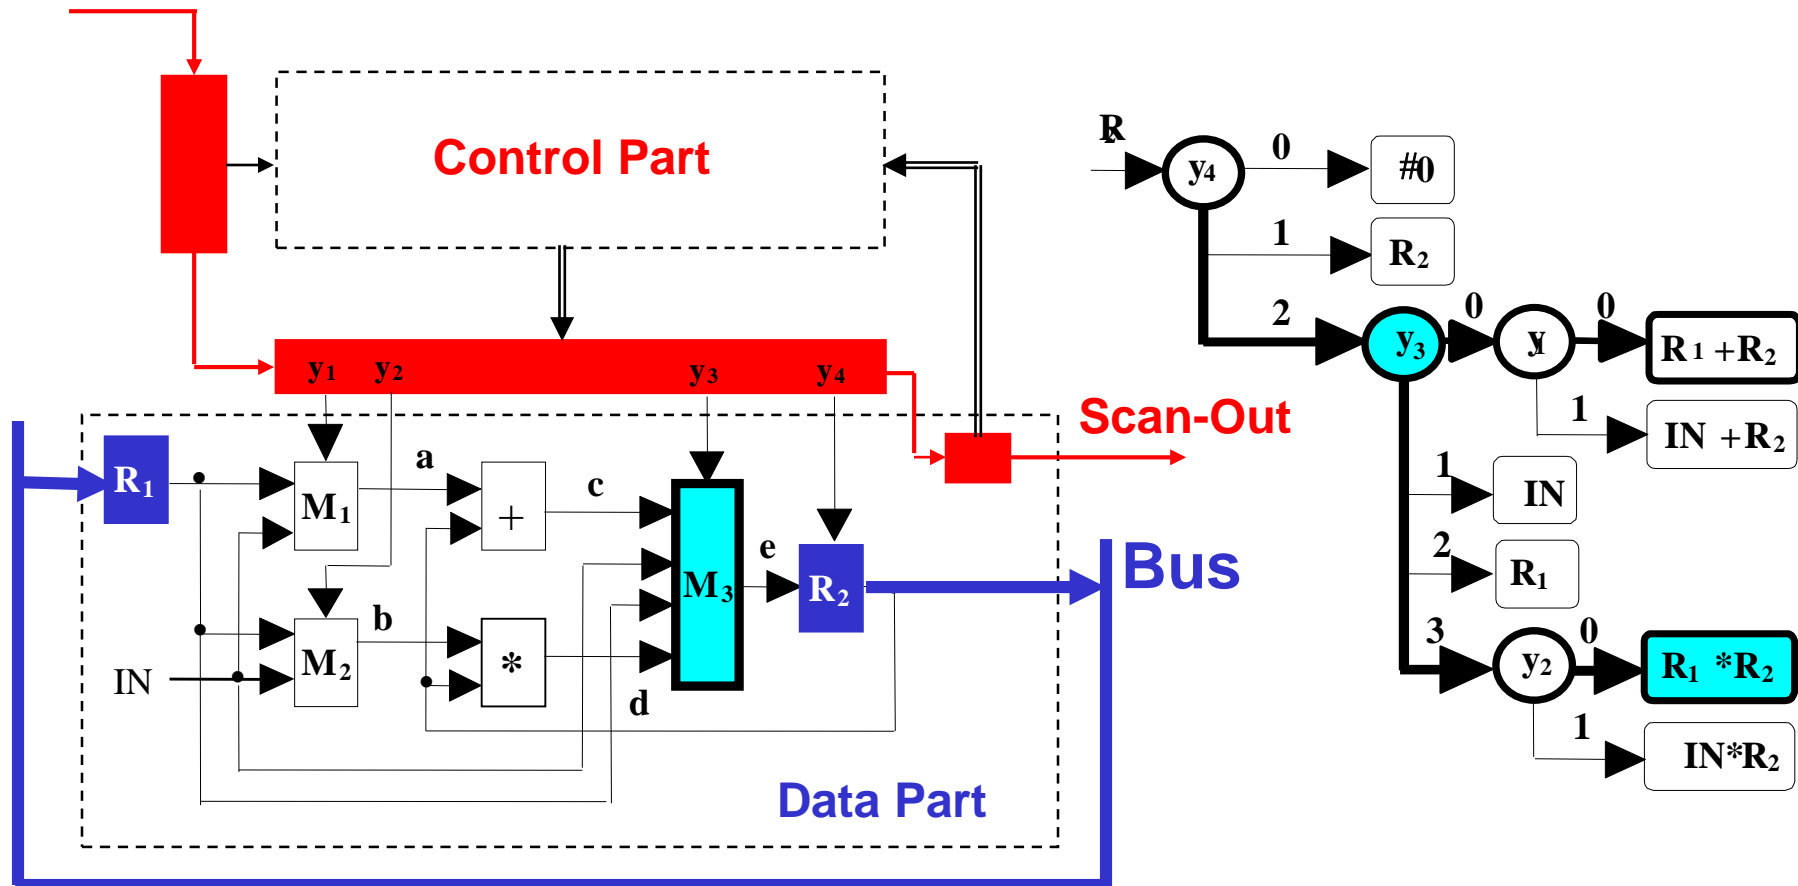 Control Part
y1 y2 y3 y4
Scan-Out
R1
M1
a
+
c
M2
b
*
d
M3
e
R2
IN
Bus
Data Part
R2
y4
0
#0
1
R2
2
y3
0
y1
0
R1 +R2
1
IN +R2
1
IN
2
R1
3
y2
0
R1 *R2
1
IN*R2